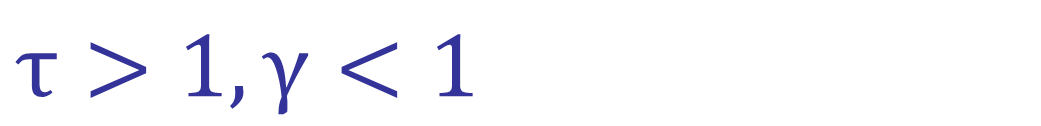 τ > 1, γ < 1